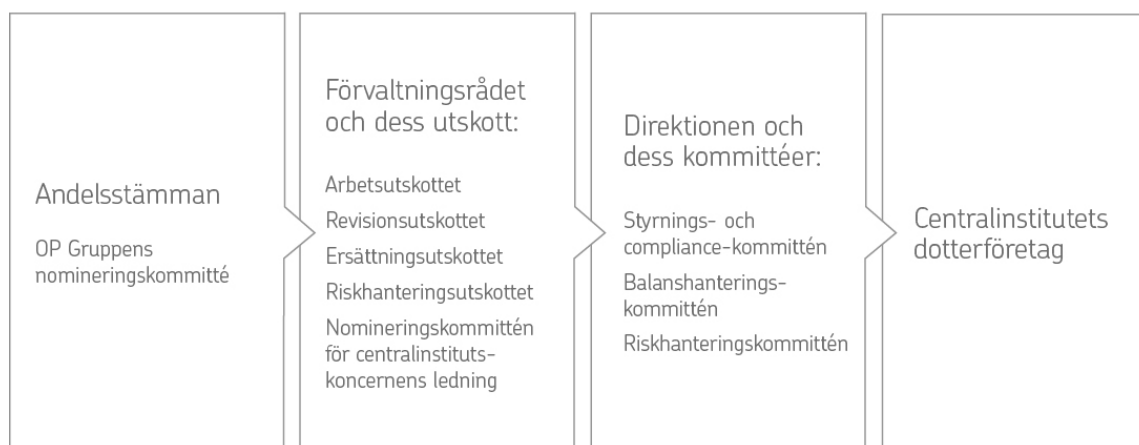 Andelsstämman
OP Gruppens
nomineringskommitté
Förvaltningsrådet
och dess utskott:
Arbetsutskottet
Revisionsutskottet
Ersättningsutskottet
Riskhanteringsutskottet
Nomineringskommittén
för centralinstituts-
koncernens ledning
Direktionen och
dess kommittéer:
Styrnings- och
compliance-kommittén
Balanshanterings-
kommittén
Riskhanteringskommittén
Centralinstitutets
dotterföretag